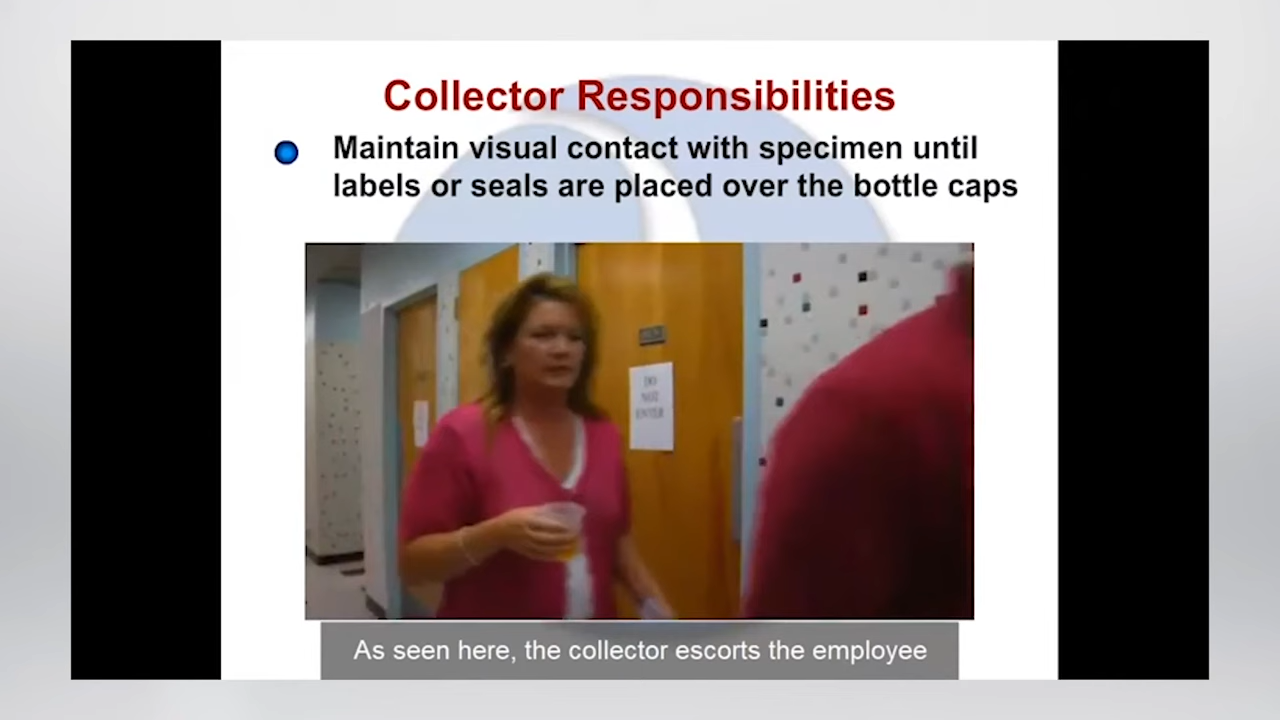 Collector Responsibilities
Maintain visual contact with specimen until
labels or seals are placed over the bottle caps
DO
NOT
ENTER
As seen here, the collector escorts the employee